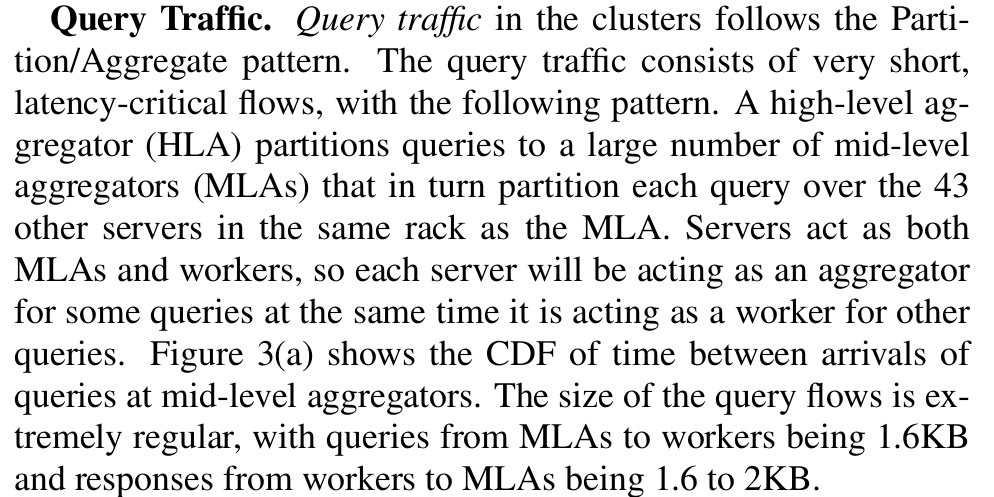 Query Traffic. Query traffic in the clusters follows the Parti-
tion/Aggregate pattern. The query traffic consists of very short,
latency-critical flows, with the following pattern. A high-level ag-
gregator (HLA) partitions queries to a large number of mid-level
aggregators (MLAs) that in turn partition each query over the 43
other servers in the same rack as the MLA. Servers act as both
MLAs and workers, so each server will be acting as an aggregator
for some queries at the same time it is acting as a worker for other
queries. Figure 3(a) shows the CDF of time between arrivals of
queries at mid-level aggregators. The size of the query flows is ex-
tremely regular, with queries from MLAs to workers being 1.6KB
and responses from workers to MLAs being 1.6 to 2KB.